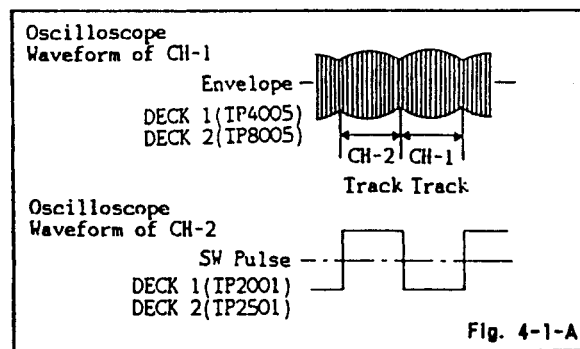 Oscilloscope
Waveform of CH-1
Envelope
DECK 1(TP4005)
DECK 2(TP8005)
CH-2 CH-1
Track Track
Oscilloscope
Waveform of CH-2
SW Pulse
DECK 1(TP2001)
DECK 2(TP2501)
Fig. 4-1-A